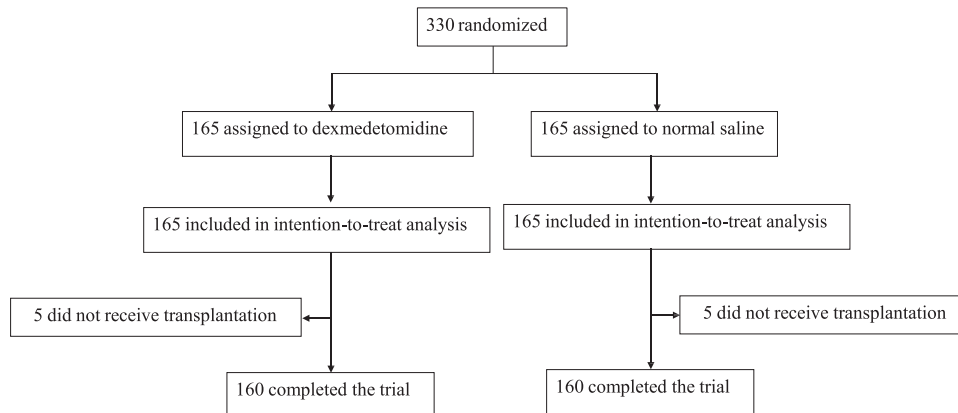 330 randomized
165 assigned to dexmedetomidine
165 assigned to normal saline
165 included in intention-to-treat analysis
165 included in intention-to-treat analysis
5 did not receive transplantation
5 did not receive transplantation
160 completed the trial
160 completed the trial